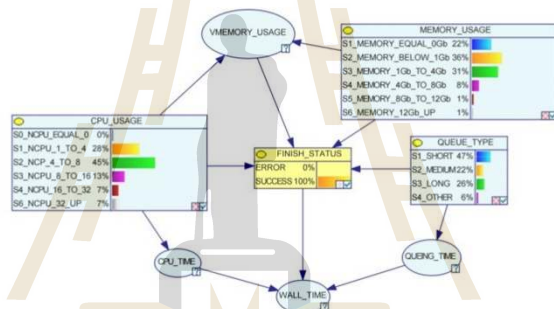 VMEMORY_USAGE
MEMORY_USAGE
S1_MEMORY_EQUAL_0Gb 22%
S2_MEMORY_BELOW_1Gb 36%
S3_MEMORY_1Gb_TO_4Gb 31%
S4_MEMORY_4Gb_TO_8Gb 8%
S5_MEMORY_8Gb_TO_12Gb 1%
S6_MEMORY_12Gb_UP 1%
CPU_USAGE
S0_NCPU_EQUAL_0 0%
S1_NCPU_1_TO_4 28%
S2_NCP_4_TO_8 45%
S3_NCPU_8_TO_16 13%
S4_NCPU_16_TO_32 7%
S6_NCPU_32_UP 7%
FINISH_STATUS
ERROR 0%
SUCCESS 100%
QUEUE_TYPE
S1_SHORT 47%
S2_MEDIUM 22%
S3_LONG 26%
S4_OTHER 6%
CPU_TIME
QUEING_TIME
WALL_TIME